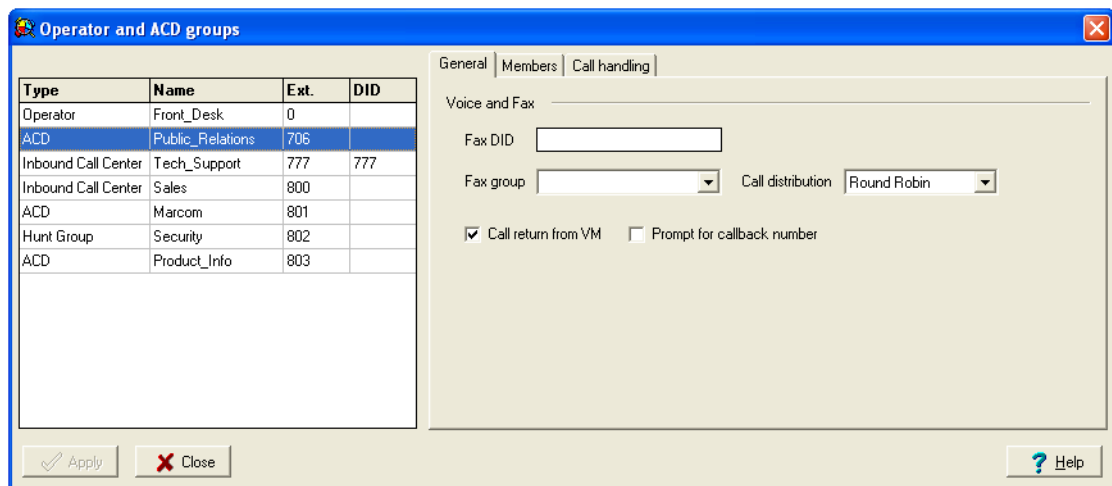 Operator and ACD groups
General Members Call handling
Type Name Ext. DID
Operator Front_Desk 0
ACD Public_Relations 706
Inbound Call Center Tech_Support 777 777
Inbound Call Center Sales 800
ACD Marcom 801
Hunt Group Security 802
ACD Product_Info 803
Voice and Fax
Fax DID
Fax group Call distribution Round Robin
Call return from VM Prompt for callback number
Apply Close ? Help